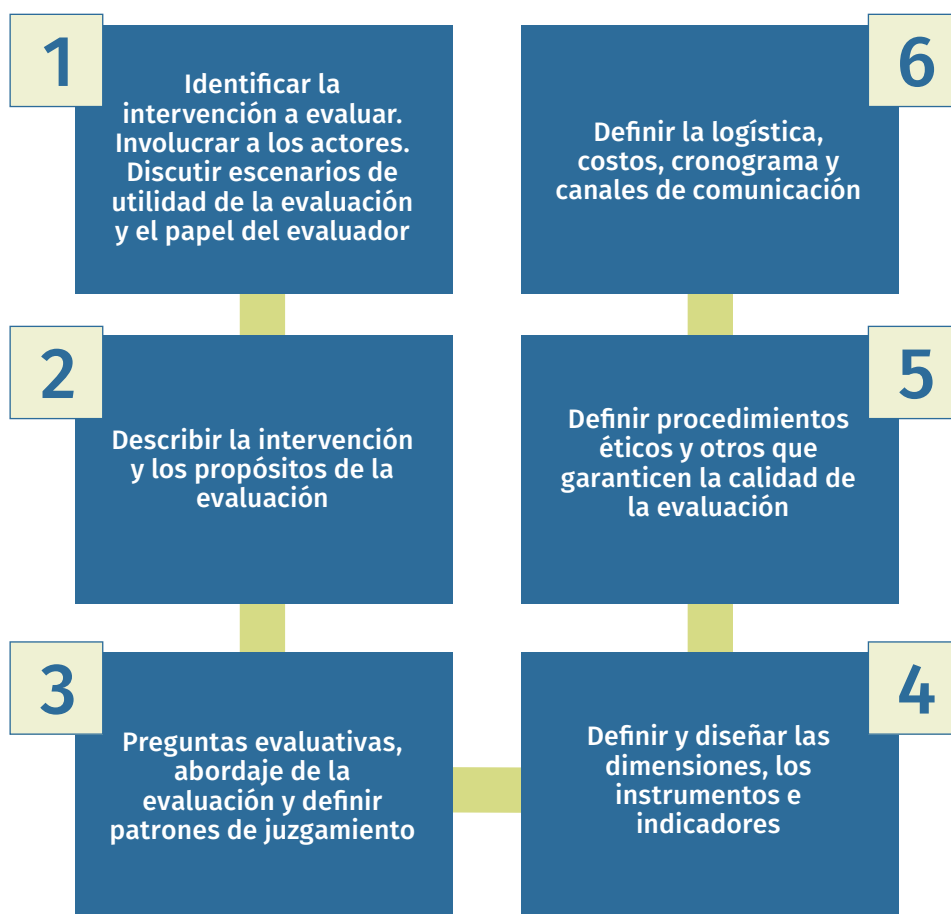 1
Identificar la
intervención a evaluar.
Involucrar a los actores.
Discutir escenarios de
utilidad de la evaluación
y el papel del evaluador
2
Describir la intervención
y los propósitos de la
evaluación
3
Preguntas evaluativas,
abordaje de la
evaluación y definir
patrones de juzgamiento
4
Definir y diseñar las
dimensiones, los
instrumentos e
indicadores
5
Definir procedimientos
éticos y otros que
garanticen la calidad de
la evaluación
6
Definir la logística,
costos, cronograma y
canales de comunicación